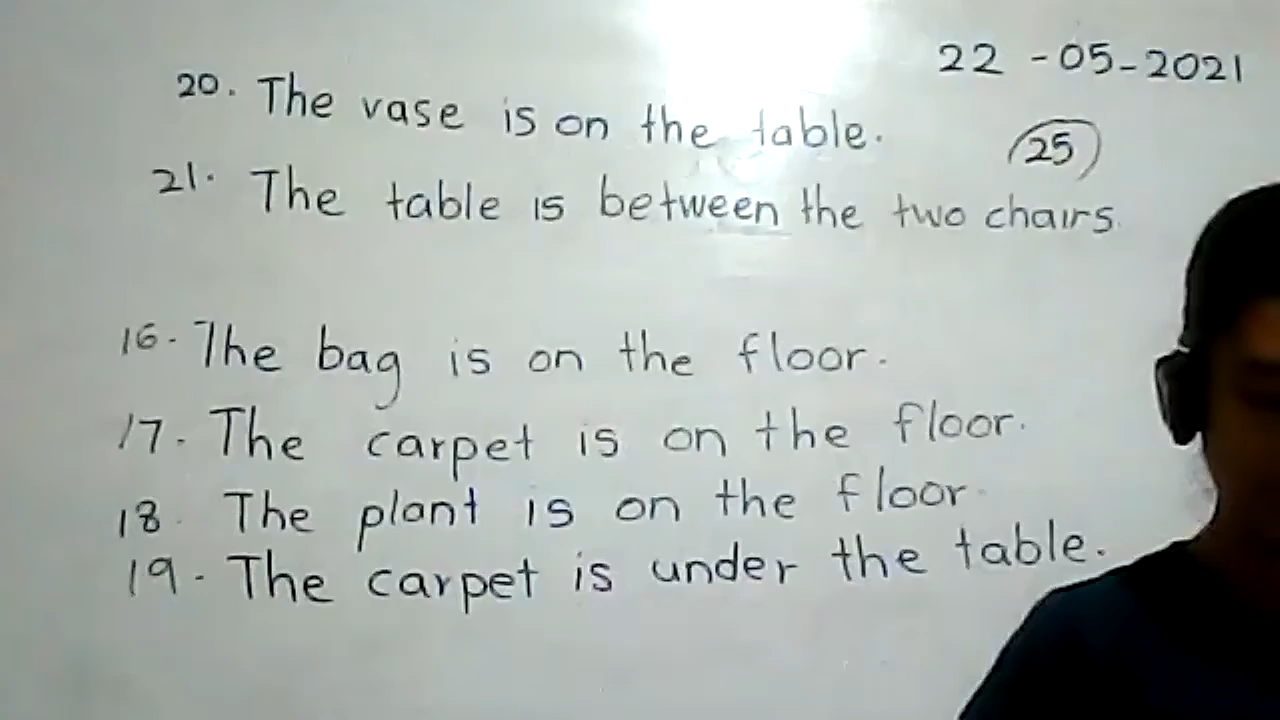 22 -05-2021
20. The vase is on the table.
25
21. The table is between the two chairs.
16. The bag is on the floor.
17. The carpet is on the floor.
18. The plant is on the floor.
19. The carpet is under the table.